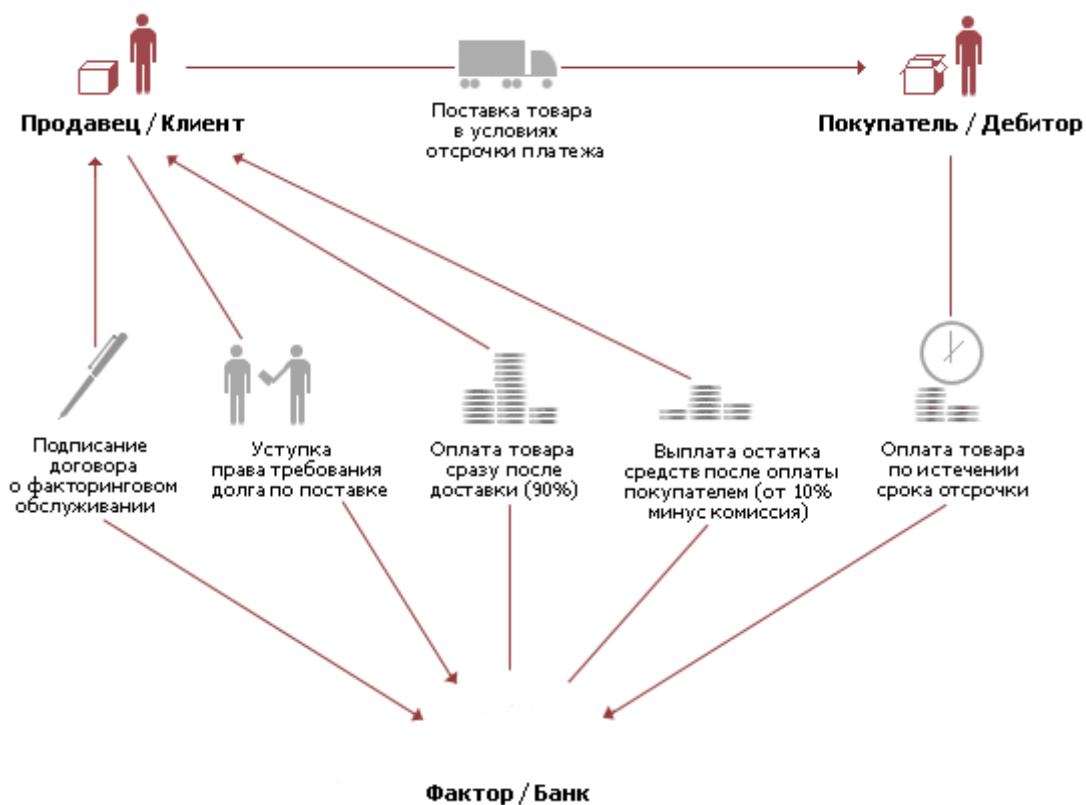 Продавец / Клиент
Поставка товара
в условиях
отсрочки платежа
Покупатель / Дебитор
Подписание
договора
о факторинговом
обслуживании
Уступка
права требования
долга по поставке
Оплата товара
сразу после
доставки (90%)
Выплата остатка
средств после оплаты
покупателем (от 10%
минус комиссия)
Оплата товара
по истечении
срока отсрочки
Фактор / Банк